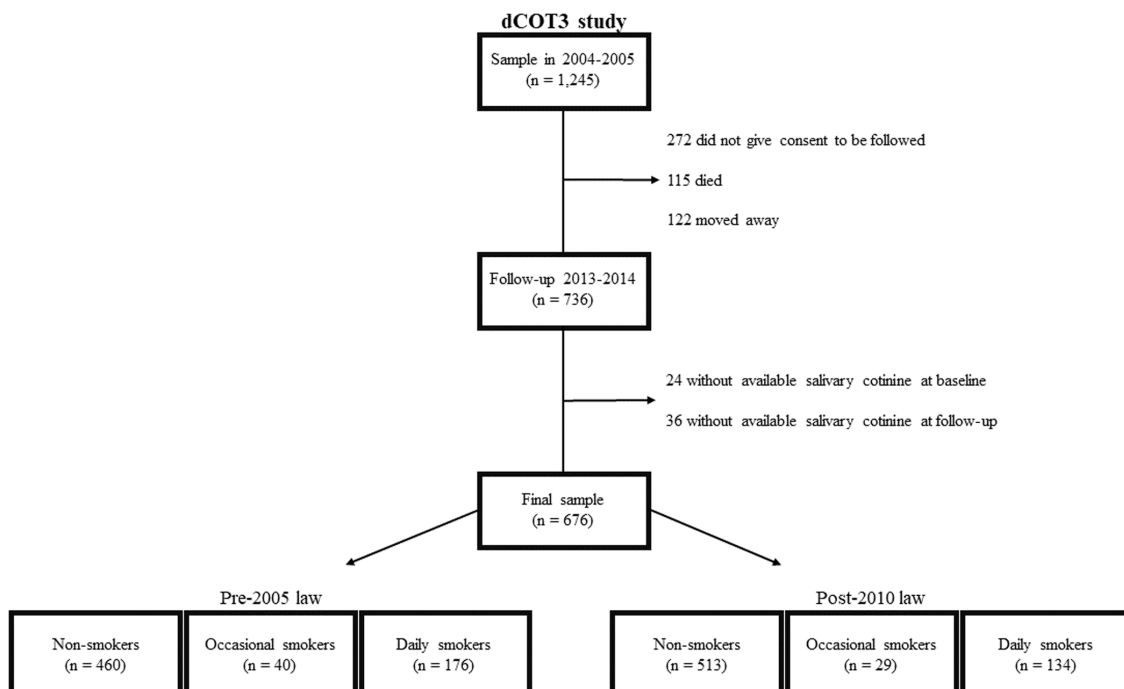 dCOT3 study
Sample in 2004-2005
(n = 1,245)
272 did not give consent to be followed
115 died
122 moved away
Follow-up 2013-2014
(n = 736)
24 without available salivary cotinine at baseline
36 without available salivary cotinine at follow-up
Final sample
(n = 676)
Pre-2005 law
Non-smokers
(n = 460)
Occasional smokers
(n = 40)
Daily smokers
(n = 176)
Post-2010 law
Non-smokers
(n = 513)
Occasional smokers
(n = 29)
Daily smokers
(n = 134)